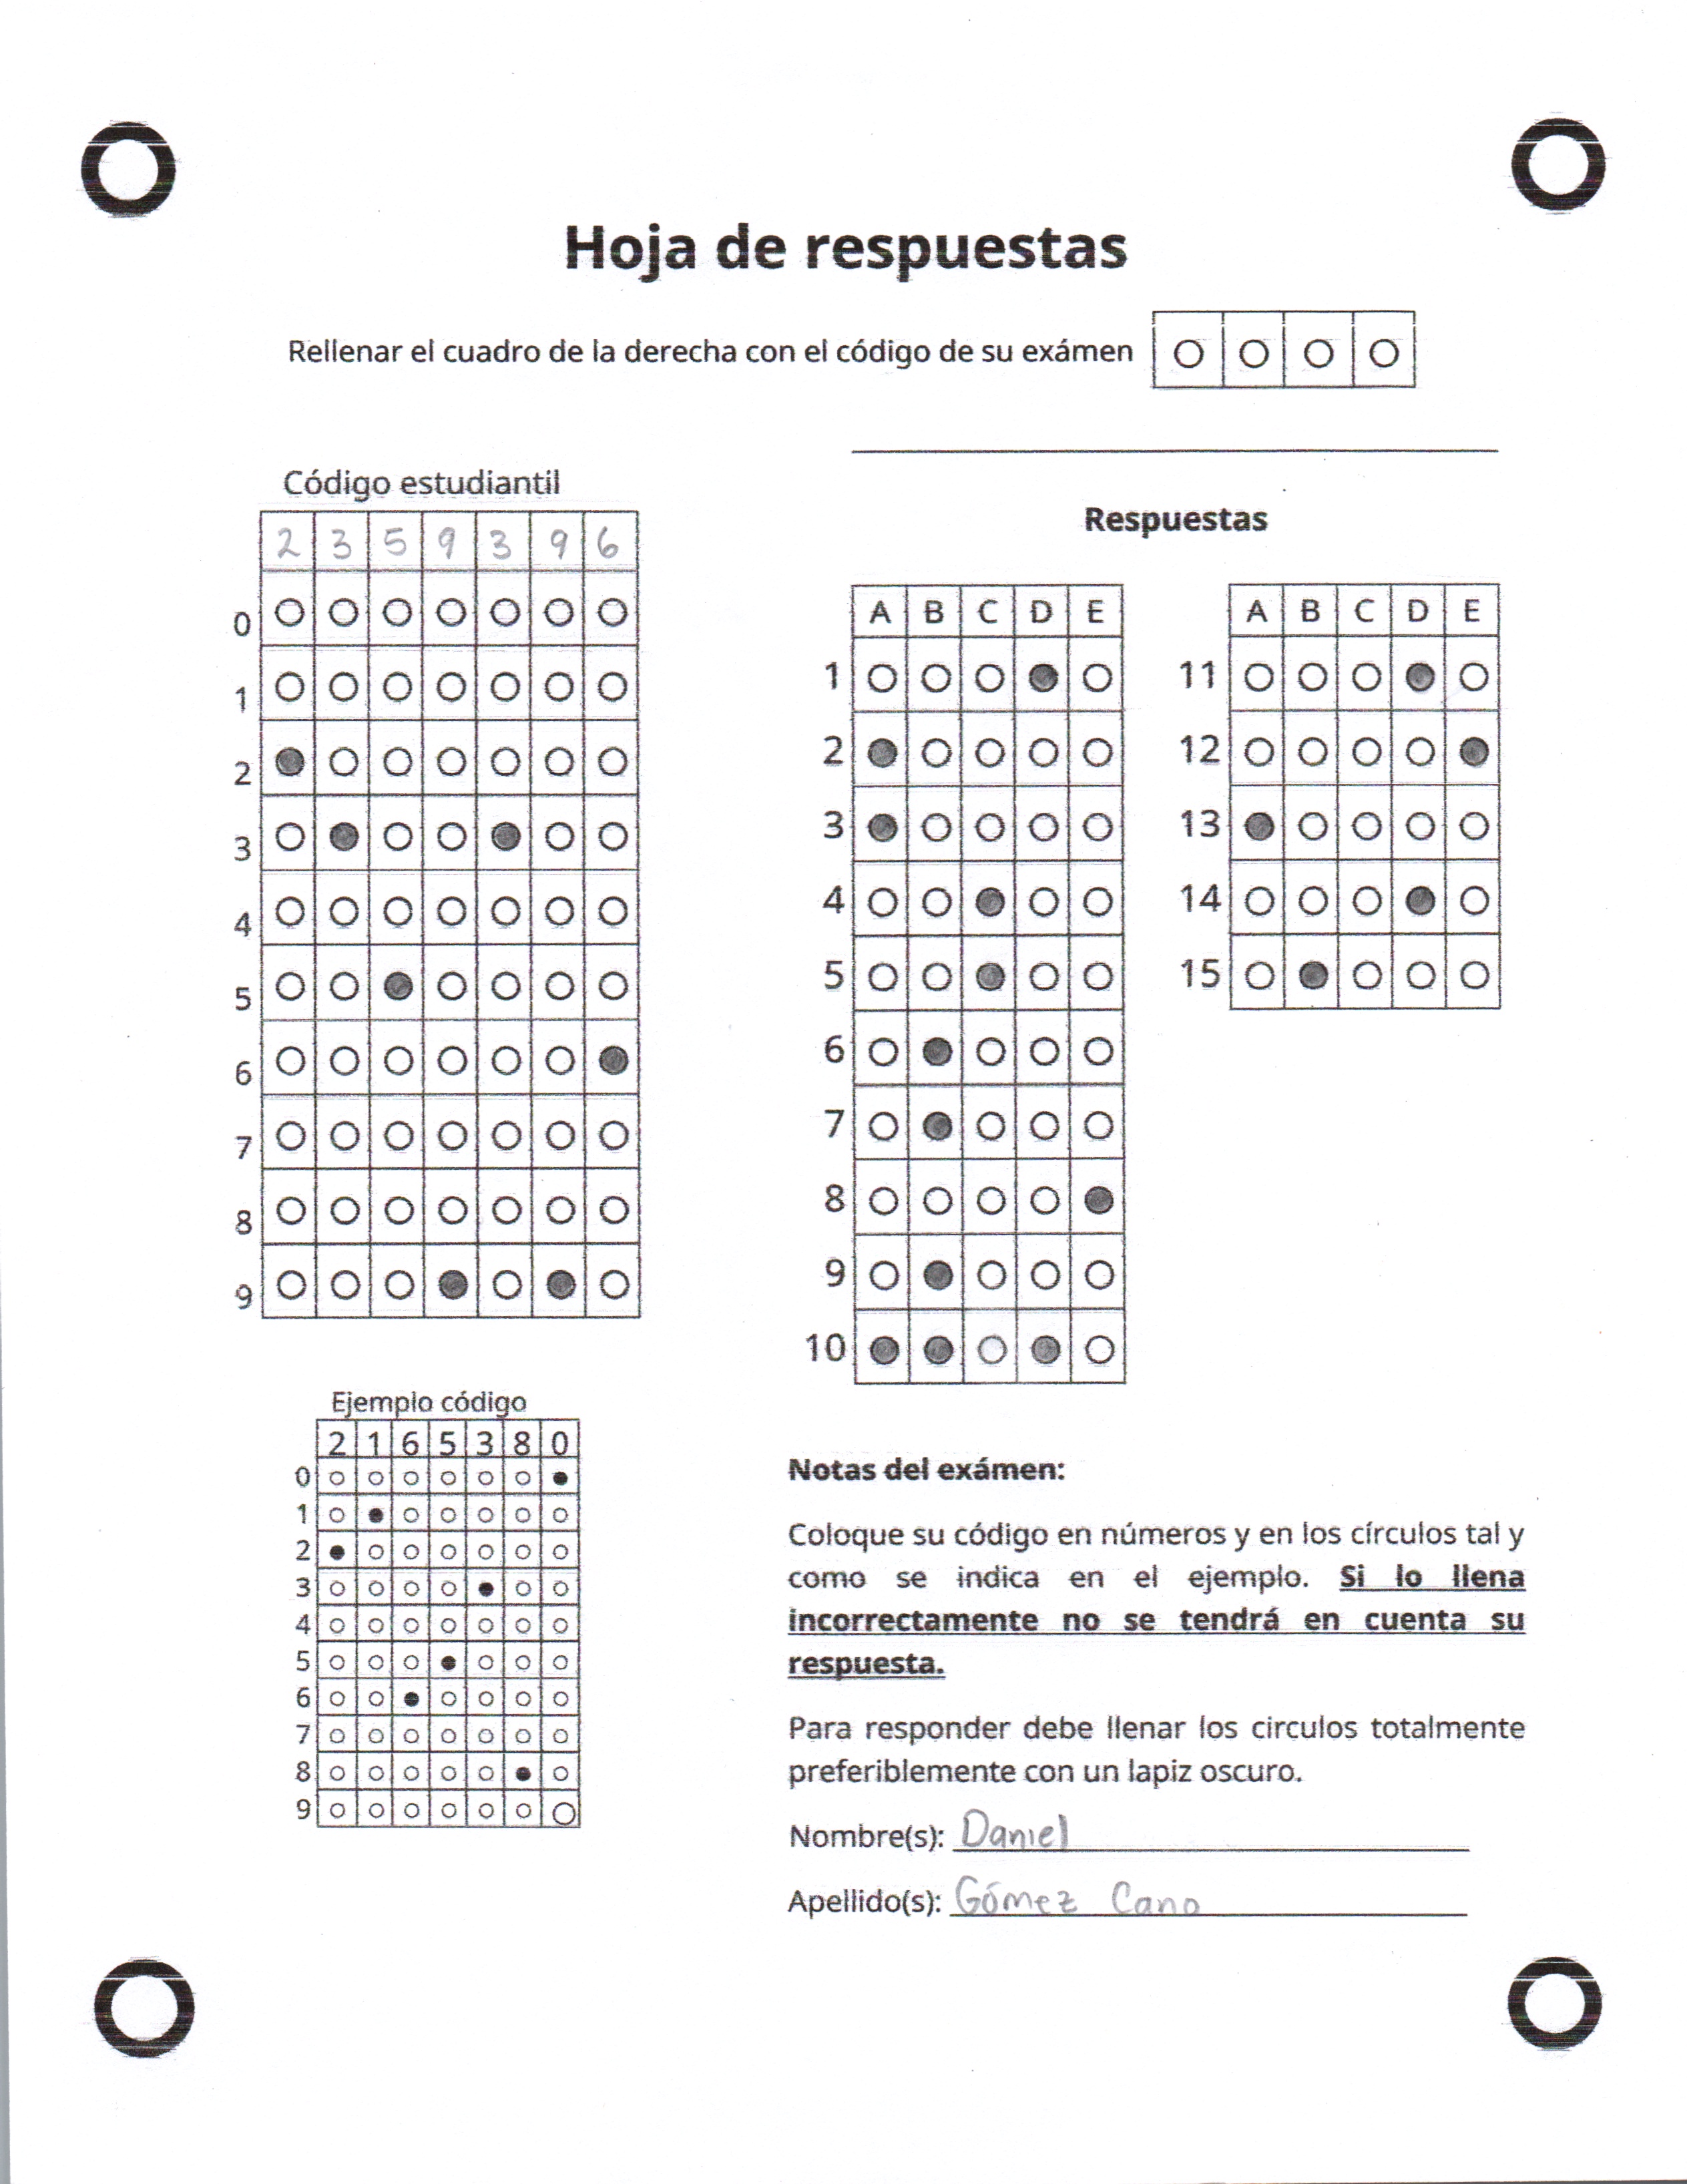 Hoja de respuestas
Rellenar el cuadro de la derecha con el código de su exámen
Código estudiantil
2 3 5 9 3 9 6
0
1
2
3
4
5
6
7
8
9
Respuestas
A B C D E
1
2
3
4
5
6
7
8
9
10
A B C D E
11
12
13
14
15
Ejemplo código
2 1 6 5 3 8 0
0
1
2
3
4
5
6
7
8
9
Notas del exámen:
Coloque su código en números y en los círculos tal y
como se indica en el ejemplo. Si lo llena
incorrectamente no se tendrá en cuenta su
respuesta.
Para responder debe llenar los circulos totalmente
preferiblemente con un lapiz oscuro.
Nombre(s): Daniel
Apellido(s): Gómez Cano